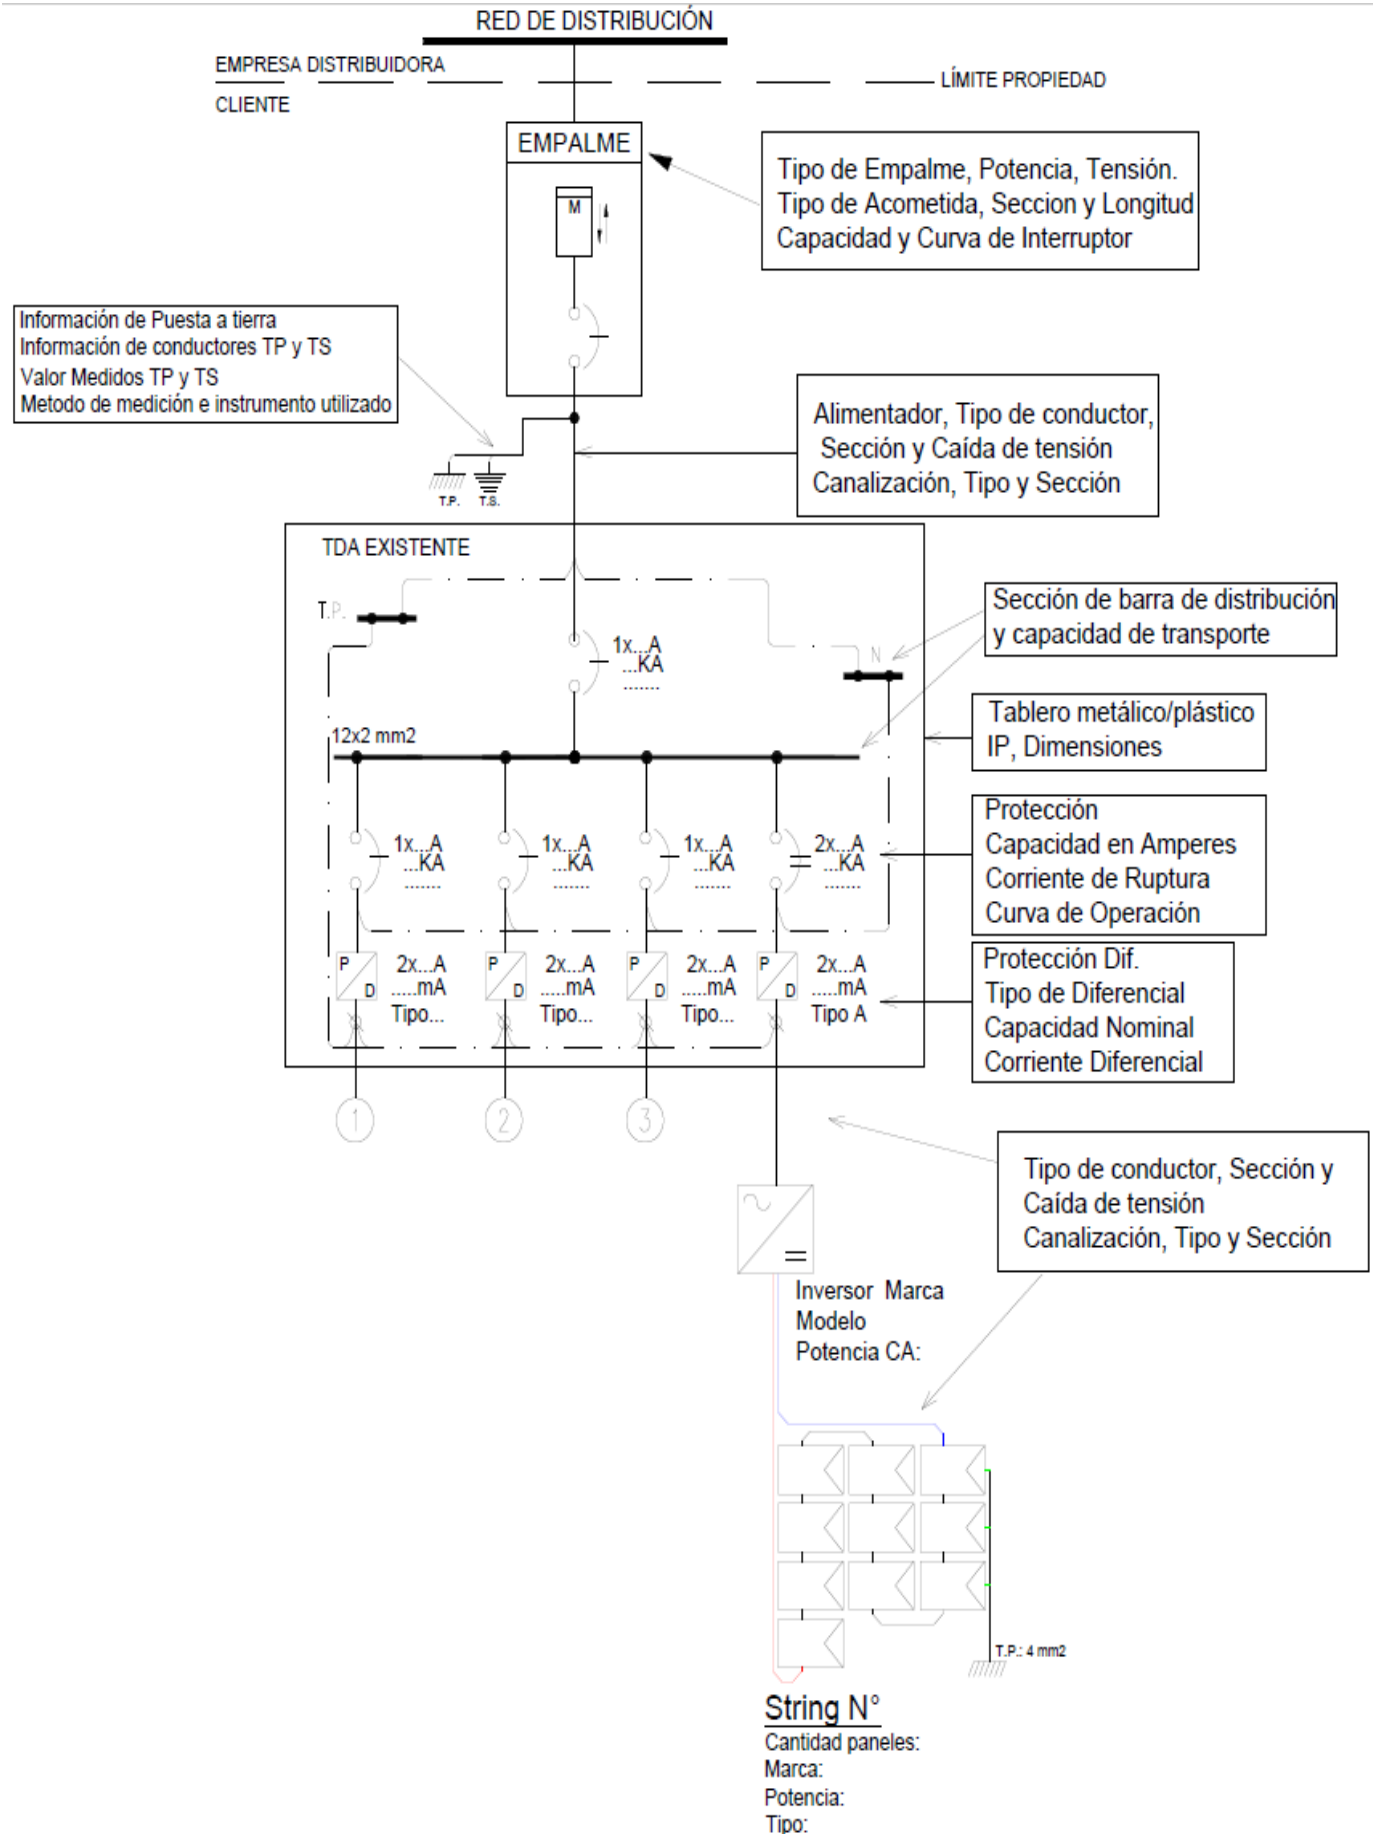 RED DE DISTRIBUCIÓN
EMPRESA DISTRIBUIDORA
LÍMITE PROPIEDAD
CLIENTE
EMPALME
M
Tipo de Empalme, Potencia, Tensión.
Tipo de Acometida, Seccion y Longitud
Capacidad y Curva de Interruptor
Información de Puesta a tierra
Información de conductores TP y TS
Valor Medidos TP y TS
Metodo de medición e instrumento utilizado
Alimentador, Tipo de conductor,
Sección y Caída de tensión
Canalización, Tipo y Sección
T.P.
T.S.
TDA EXISTENTE
T.P.
N
1x...A
...KA
.......
Sección de barra de distribución
y capacidad de transporte
Tablero metálico/plástico
IP, Dimensiones
12x2 mm2
1x...A
...KA
.......
1x...A
...KA
.......
1x...A
...KA
.......
2x...A
...KA
.......
Protección
Capacidad en Amperes
Corriente de Ruptura
Curva de Operación
P
D
2x...A
.....mA
Tipo...
P
D
2x...A
.....mA
Tipo...
P
D
2x...A
.....mA
Tipo...
P
D
2x...A
.....mA
Tipo A
Protección Dif.
Tipo de Diferencial
Capacidad Nominal
Corriente Diferencial
1
2
3
Tipo de conductor, Sección y
Caída de tensión
Canalización, Tipo y Sección
Inversor Marca
Modelo
Potencia CA:
T.P.: 4 mm2
String N°
Cantidad paneles:
Marca:
Potencia:
Tipo: